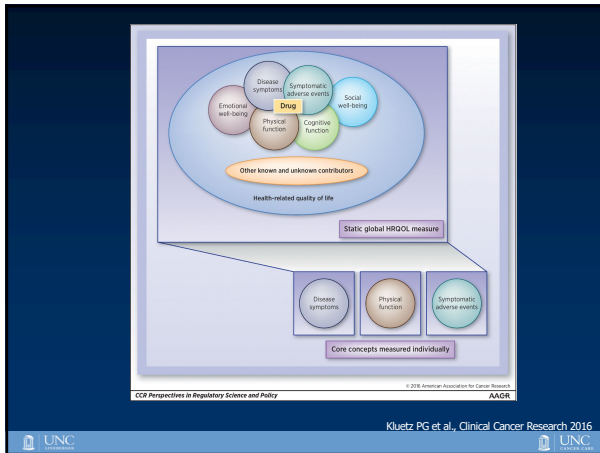 Disease
symptoms
Symptomatic
adverse events
Emotional
well-being
Drug
Social
well-being
Physical
function
Cognitive
function
Other known and unknown contributors
Health-related quality of life
Static global HRQOL measure
Disease
symptoms
Physical
function
Symptomatic
adverse events
Core concepts measured individually
© 2016 American Association for Cancer Research
CCR Perspectives in Regulatory Science and Policy
AACR
Kluetz PG et al., Clinical Cancer Research 2016
UNC
LINEBERGER
UNC
CANCER CARE